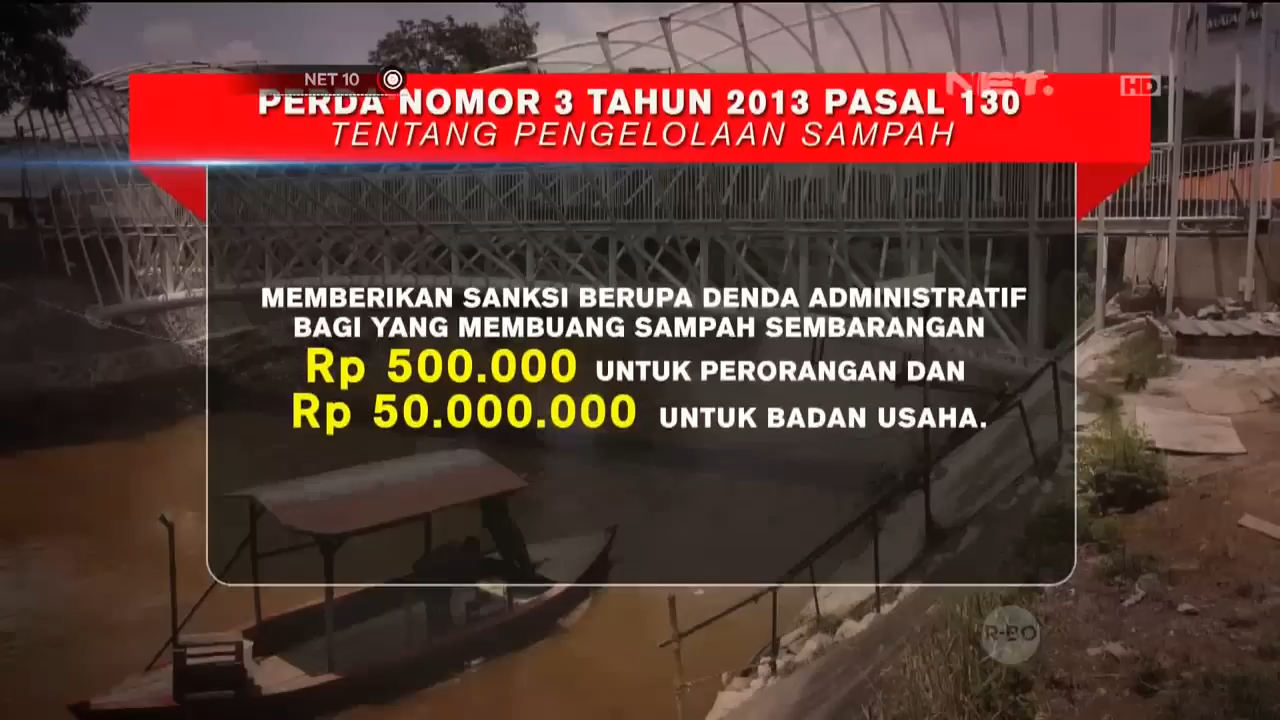 NET 10
NET.
HD
PERDA NOMOR 3 TAHUN 2013 PASAL 130
TENTANG PENGELOLAAN SAMPAH
MEMBERIKAN SANKSI BERUPA DENDA ADMINISTRATIF
BAGI YANG MEMBUANG SAMPAH SEMBARANGAN
Rp 500.000 UNTUK PERORANGAN DAN
Rp 50.000.000 UNTUK BADAN USAHA.
R-BO